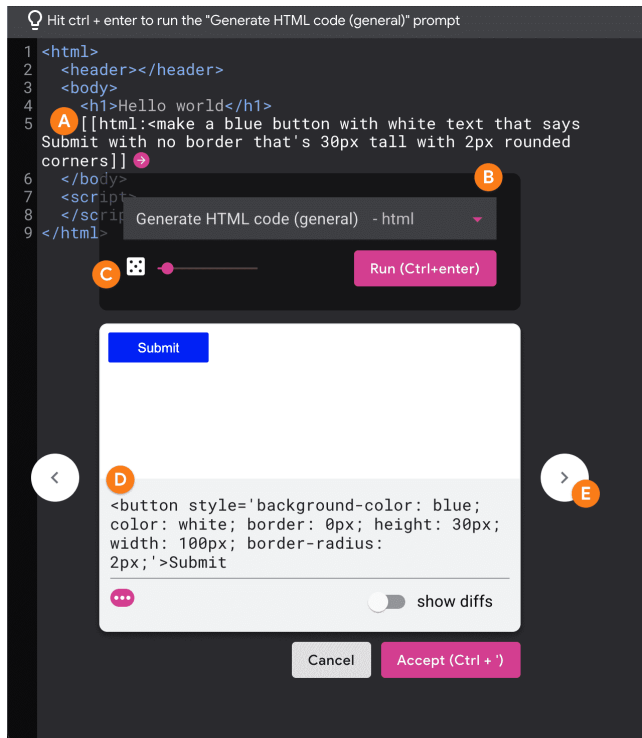 Hit ctrl + enter to run the "Generate HTML code (general)" prompt
1 <html>
2 <header></header>
3 <body>
4 <h1>Hello world</h1>
A
5 [[html:<make a blue button with white text that says
Submit with no border that's 30px tall with 2px rounded
corners]]
B
6 </body>
7 <script>
8 </scrip
9 </html>
Generate HTML code (general) - html
C
Run (Ctrl+enter)
Submit
D
E
<button style='background-color: blue;
color: white; border: 0px; height: 30px;
width: 100px; border-radius:
2px;'>Submit
show diffs
Cancel
Accept (Ctrl + ')